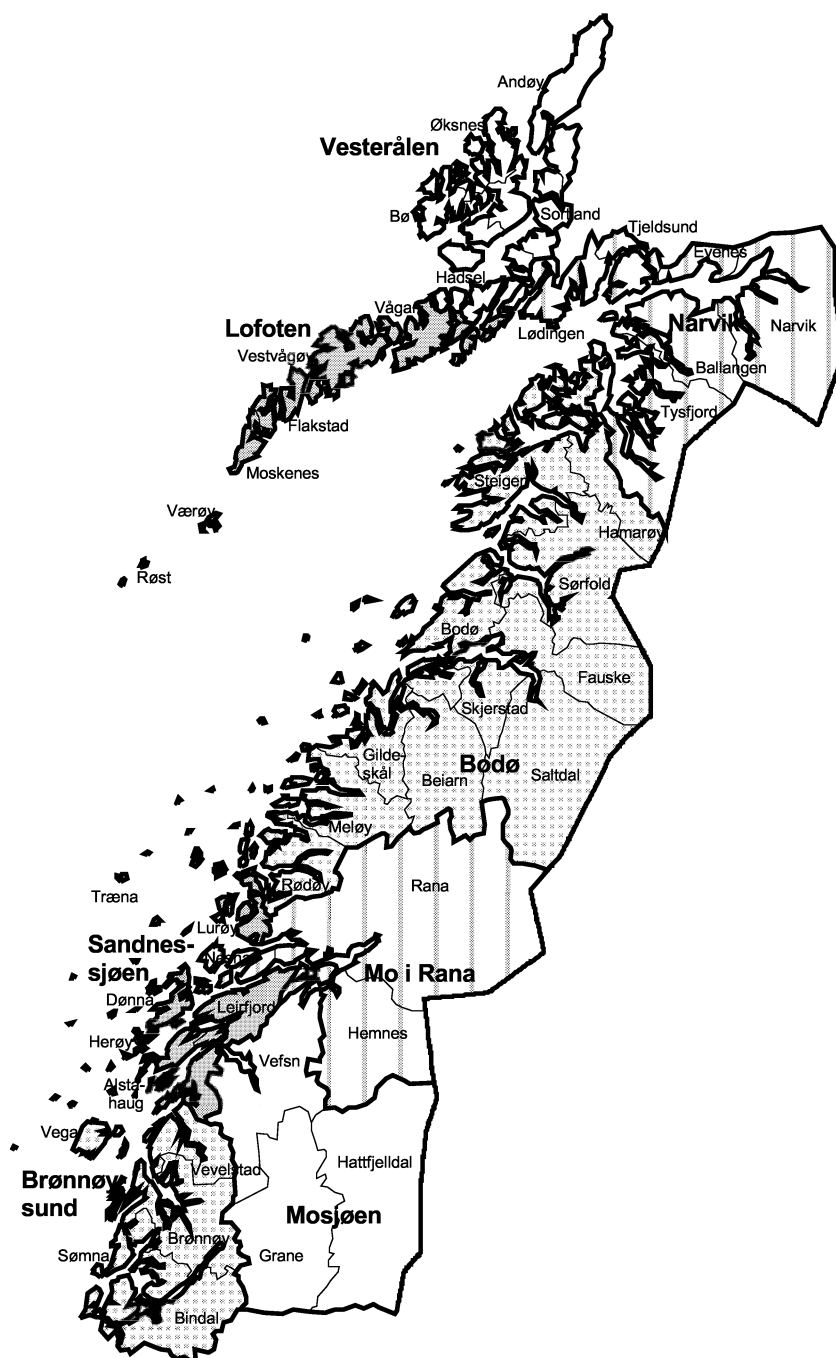 Andøy
Øksnes
Vesterålen
Bø
Sortland
Tjeldsund
Evenes
Hadsel
Vågan
Lofoten
Narvik
Narvik
Lødingen
Vestvågøy
Ballangen
Tysfjord
Flakstad
Moskenes
Steigen
Værøy
Hamarøy
Røst
Sørfold
Bodø
Fauske
Skjerstad
Gilde-
skål
Bodø
Beiarn
Saltdal
Meløy
Rødøy
Rana
Træna
Lurøy
Sandnes-
sjøen
Nesna
Mo i Rana
Dønna
Leirfjord
Hemnes
Herøy
Vefsn
Alsta-
haug
Vega
Hattfjelldal
Vevelstad
Brønnøy
sund
Mosjøen
Brønnøy
Sømna
Grane
Bindal